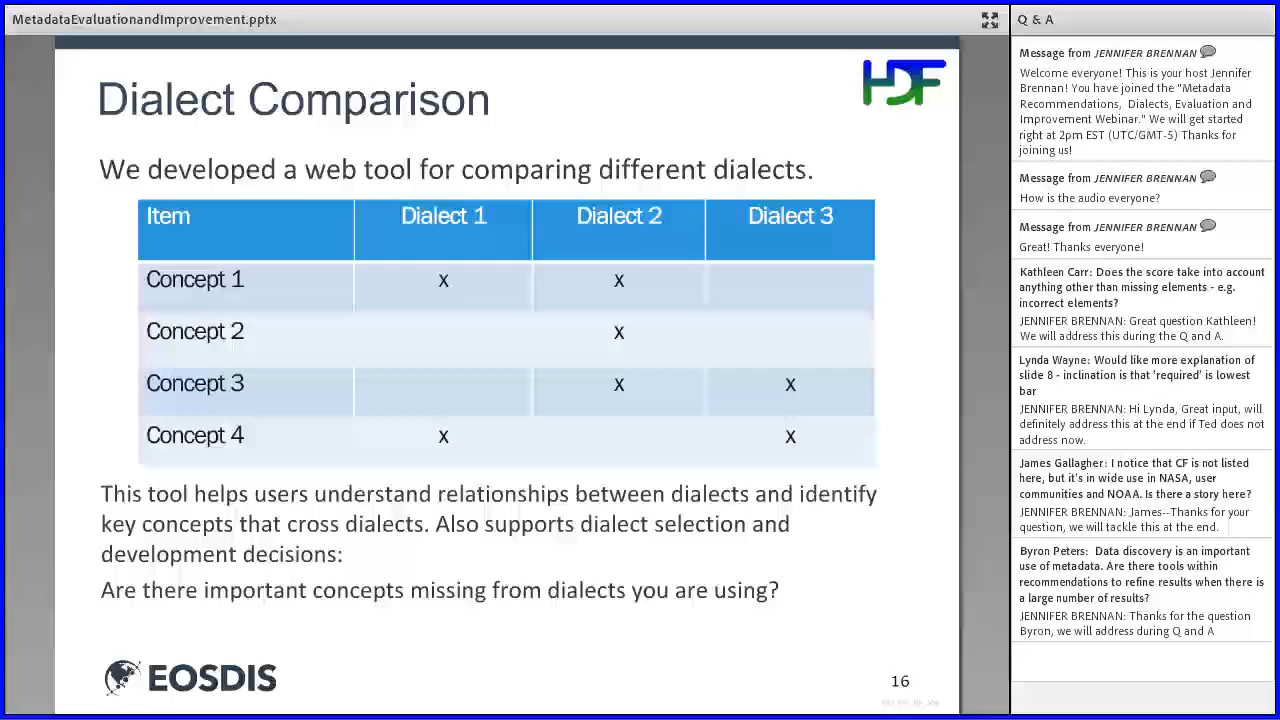 MetadataEvaluationandImprovement.pptx
Dialect Comparison
HDF
We developed a web tool for comparing different dialects.
Item Dialect 1 Dialect 2 Dialect 3
Concept 1 x x
Concept 2 x
Concept 3 x x
Concept 4 x x
This tool helps users understand relationships between dialects and identify
key concepts that cross dialects. Also supports dialect selection and
development decisions:
Are there important concepts missing from dialects you are using?
EOSDIS
16
Q & A
Message from JENNIFER BRENNAN
Welcome everyone! This is your host Jennifer
Brennan! You have joined the "Metadata
Recommendations, Dialects, Evaluation and
Improvement Webinar." We will get started
right at 2pm EST (UTC/GMT-5) Thanks for
joining us!
Message from JENNIFER BRENNAN
How is the audio everyone?
Message from JENNIFER BRENNAN
Great! Thanks everyone!
Kathleen Carr: Does the score take into account
anything other than missing elements - e.g.
incorrect elements?
JENNIFER BRENNAN: Great question Kathleen!
We will address this during the Q and A.
Lynda Wayne: Would like more explanation of
slide 8 - inclination is that 'required' is lowest
bar
JENNIFER BRENNAN: Hi Lynda, Great input, will
definitely address this at the end if Ted does not
address now.
James Gallagher: I notice that CF is not listed
here, but it's in wide use in NASA, user
communities and NOAA. Is there a story here?
JENNIFER BRENNAN: James--Thanks for your
question, we will tackle this at the end.
Byron Peters: Data discovery is an important
use of metadata. Are there tools within
recommendations to refine results when there is
a large number of results?
JENNIFER BRENNAN: Thanks for the question
Byron, we will address during Q and A